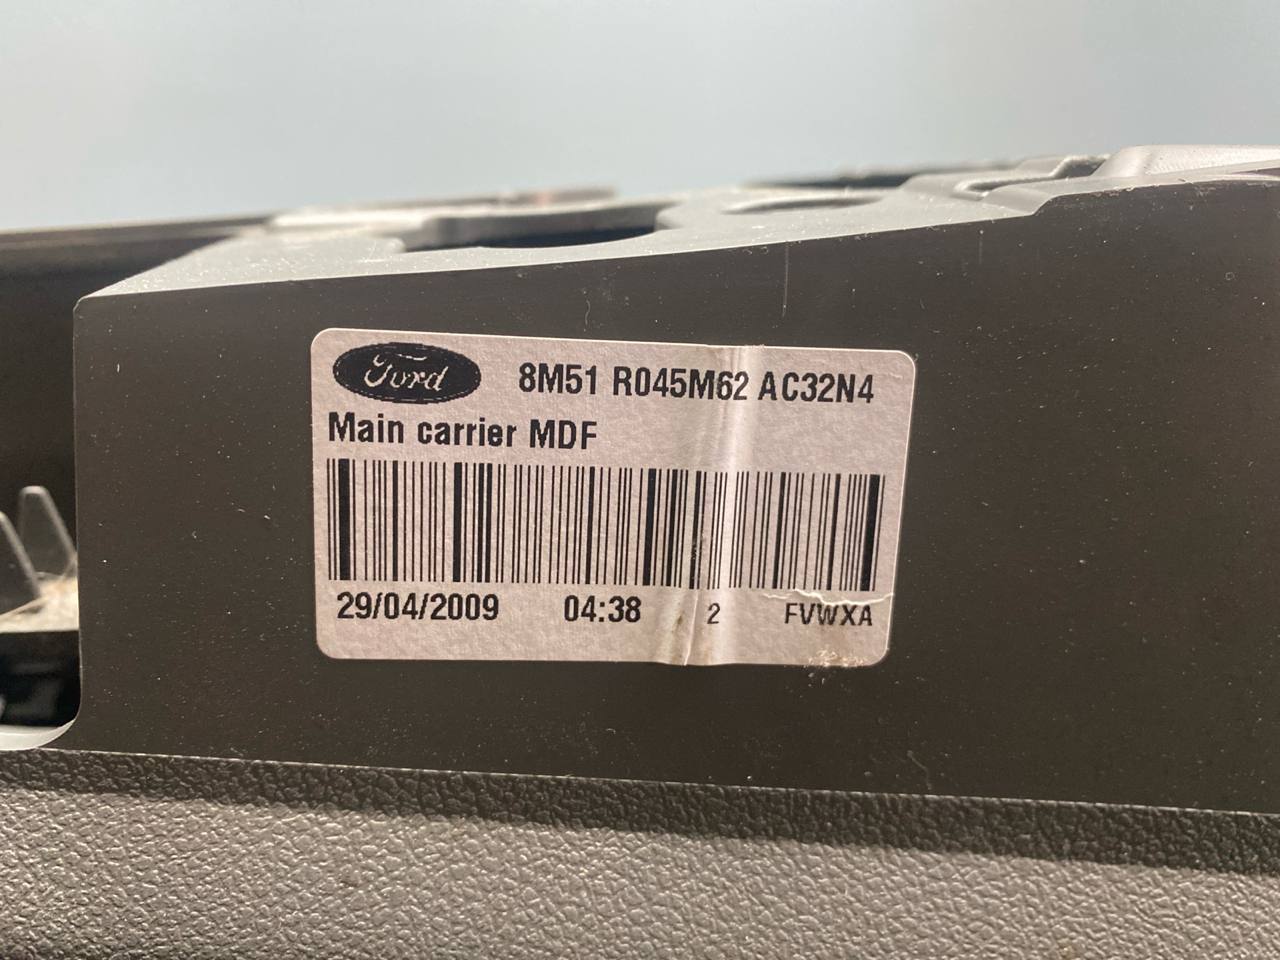 Ford 8M51 R045M62 AC32N4
Main carrier MDF
29/04/2009 04:38 2 FVWXA